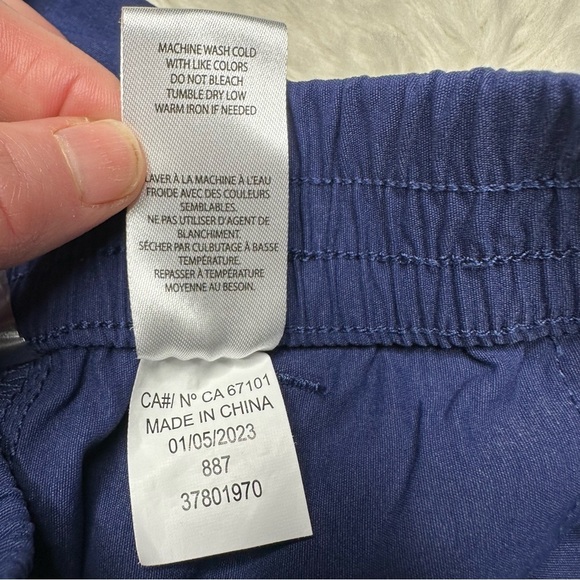 MACHINE WASH COLD
WITH LIKE COLORS
DO NOT BLEACH
TUMBLE DRY LOW
WARM IRON IF NEEDED
LAVER À LA MACHINE À L'EAU
FROIDE AVEC DES COULEURS
SEMBLABLES.
NE PAS UTILISER D'AGENT DE
BLANCHIMENT.
SÉCHER PAR CULBUTAGE À BASSE
TEMPÉRATURE.
REPASSER À TEMPÉRATURE
MOYENNE AU BESOIN.
CA#/ Nº CA 67101
MADE IN CHINA
01/05/2023
887
37801970